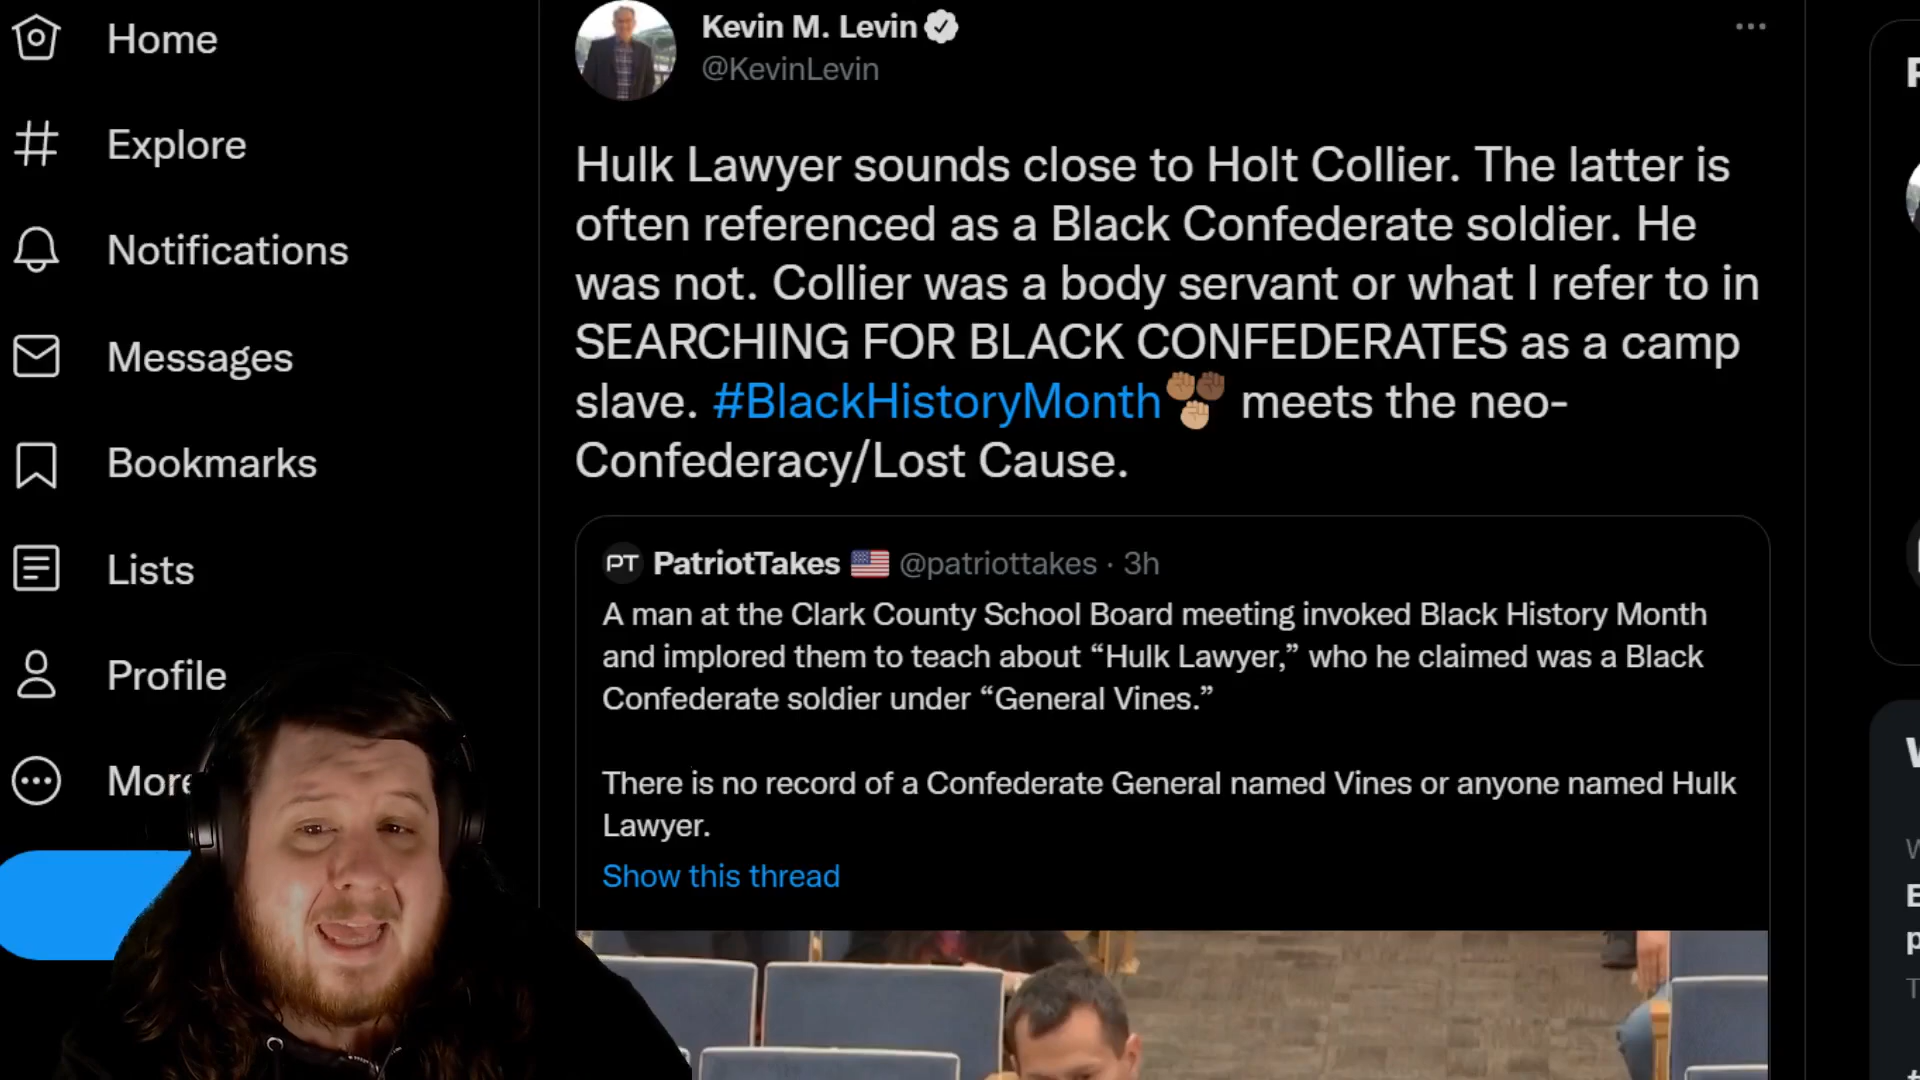 Home
Explore
Notifications
Messages
Bookmarks
Lists
Profile
More
Kevin M. Levin
@KevinLevin
Hulk Lawyer sounds close to Holt Collier. The latter is
often referenced as a Black Confederate soldier. He
was not. Collier was a body servant or what I refer to in
SEARCHING FOR BLACK CONFEDERATES as a camp
slave. #BlackHistoryMonth meets the neo-
Confederacy/Lost Cause.
PT PatriotTakes @patriottakes · 3h
A man at the Clark County School Board meeting invoked Black History Month
and implored them to teach about “Hulk Lawyer,” who he claimed was a Black
Confederate soldier under “General Vines.”
There is no record of a Confederate General named Vines or anyone named Hulk
Lawyer.
Show this thread